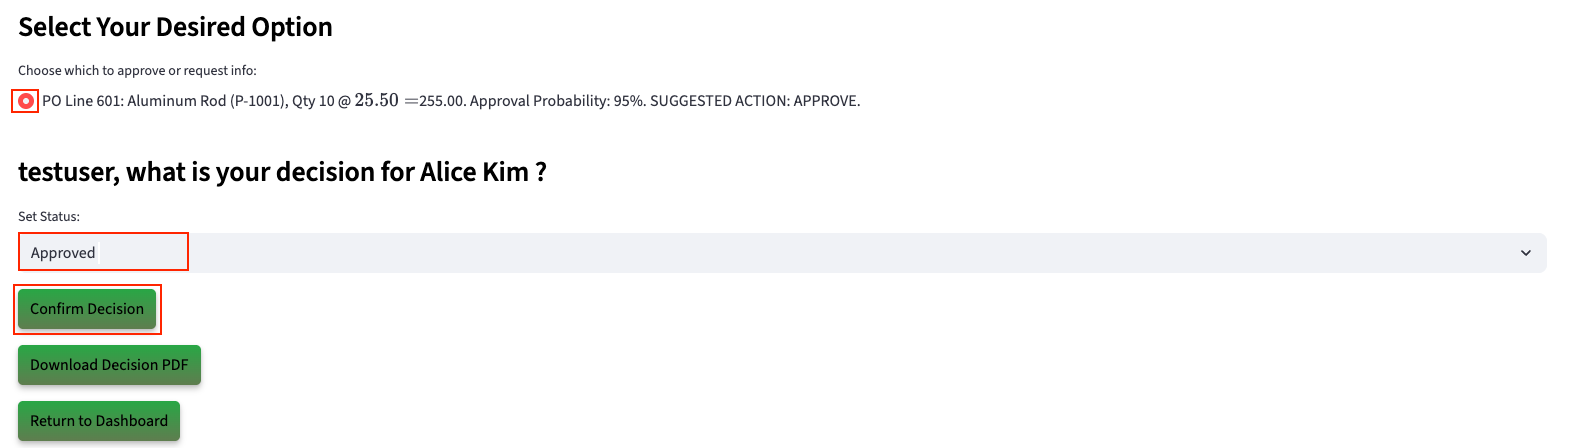 Select Your Desired Option
Choose which to approve or request info:
PO Line 601: Aluminum Rod (P-1001), Qty 10 @ 25.50 =255.00. Approval Probability: 95%. SUGGESTED ACTION: APPROVE.
testuser, what is your decision for Alice Kim ?
Set Status:
Approved
Confirm Decision
Download Decision PDF
Return to Dashboard